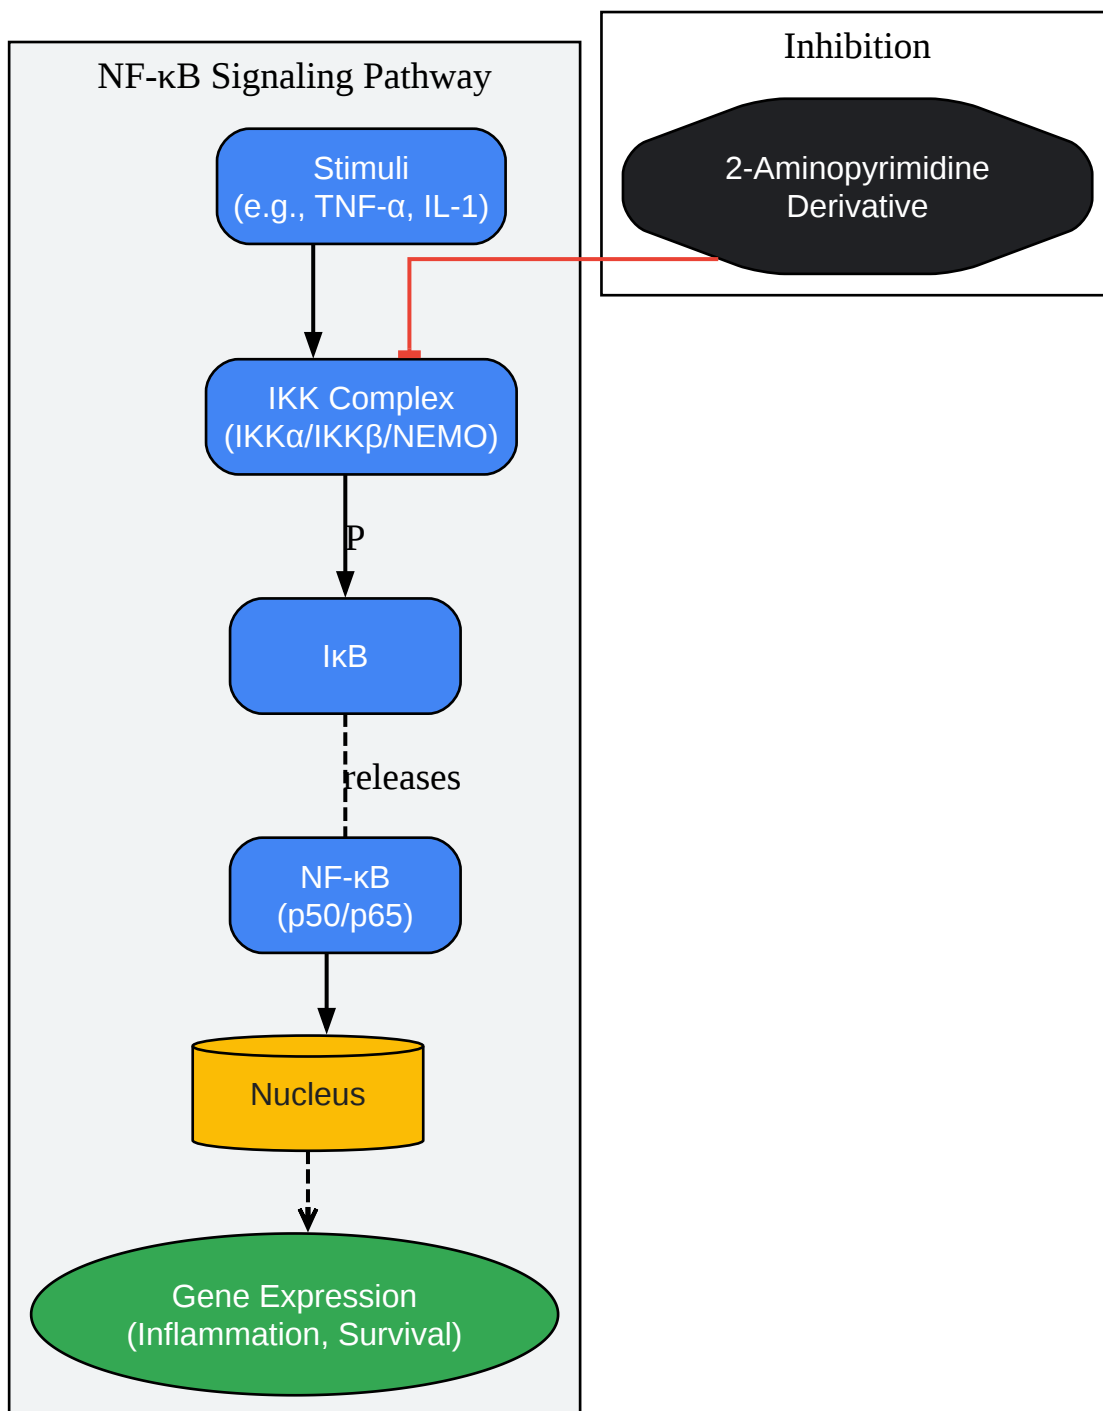 NF-κB Signaling Pathway
Stimuli
(e.g., TNF-α, IL-1)
IKK Complex
(IKKα/IKKβ/NEMO)
P
IκB
releases
NF-κB
(p50/p65)
Nucleus
Gene Expression
(Inflammation, Survival)
Inhibition
2-Aminopyrimidine
Derivative